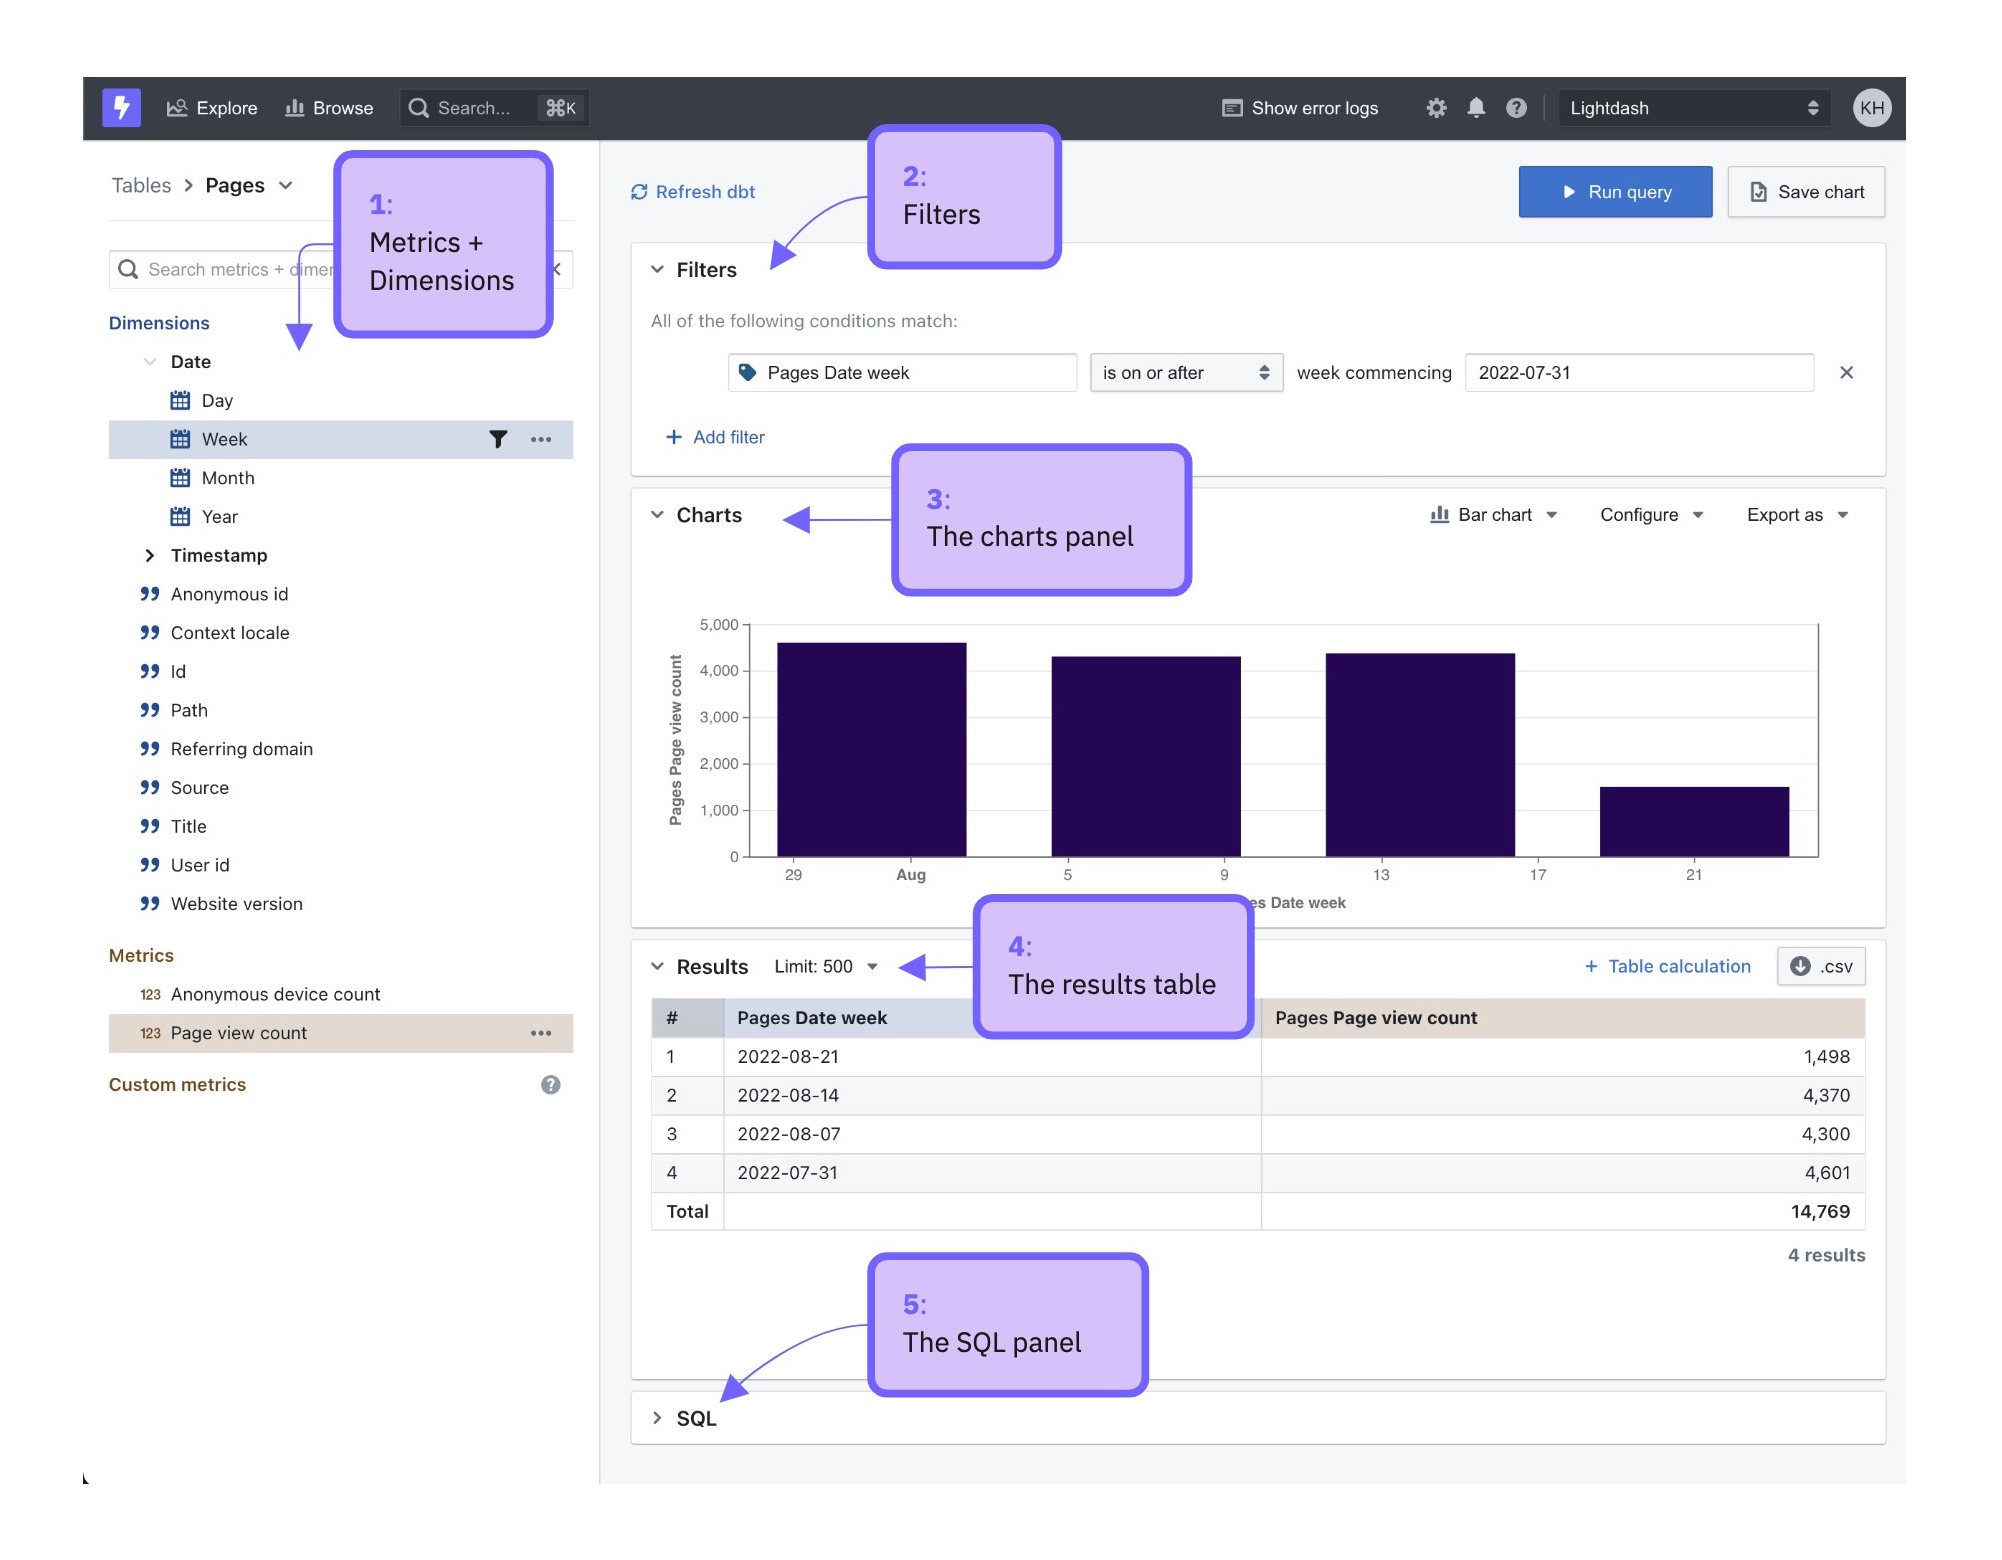 Explore Browse Search... ⌘K Show error logs Lightdash KH
Tables > Pages
1:
Metrics +
Dimensions
Search metrics + dimen
Dimensions
Date
Day
Week
Month
Year
Timestamp
Anonymous id
Context locale
Id
Path
Referring domain
Source
Title
User id
Website version
Metrics
123 Anonymous device count
123 Page view count
Custom metrics
Refresh dbt
2:
Filters
Run query Save chart
Filters
All of the following conditions match:
Pages Date week is on or after week commencing 2022-07-31
+ Add filter
3:
The charts panel
Charts Bar chart Configure Export as
Pages Page view count
5,000
4,000
3,000
2,000
1,000
0
29 Aug 5 9 13 17 21
Date week
4:
The results table
Results Limit: 500 + Table calculation .csv
# Pages Date week Pages Page view count
1 2022-08-21 1,498
2 2022-08-14 4,370
3 2022-08-07 4,300
4 2022-07-31 4,601
Total 14,769
4 results
5:
The SQL panel
SQL